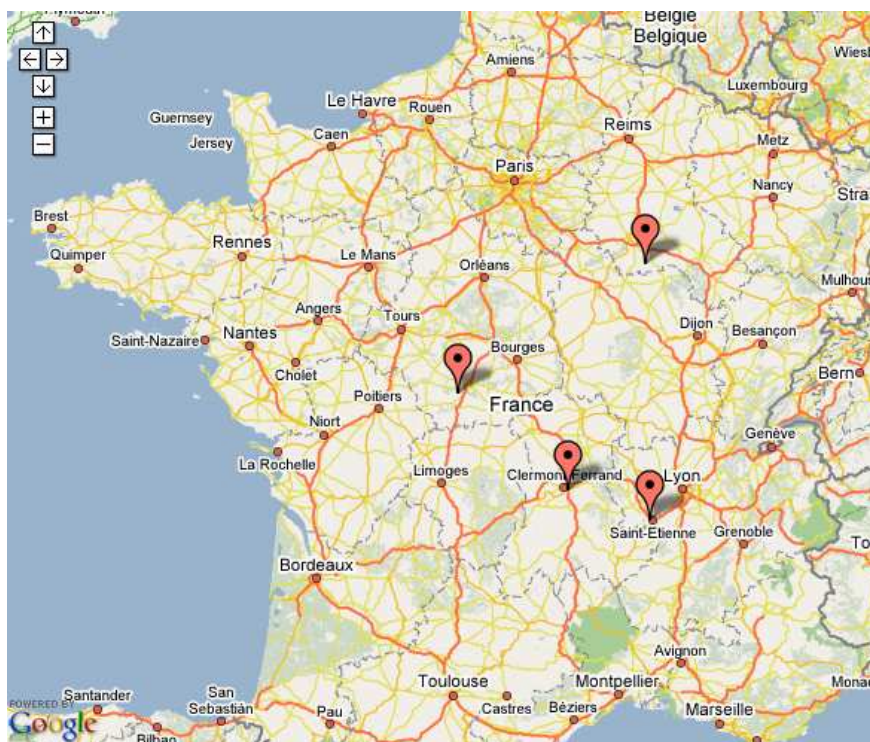 Plymouth
België
Belgique
Amiens
Luxembourg
Wiesb
Guernsey
Le Havre
Rouen
Reims
Jersey
Caen
Metz
Paris
Nancy
Stra
Brest
Rennes
Quimper
Le Mans
Orléans
Mulhous
Angers
Tours
Dijon
Besançon
Saint-Nazaire
Nantes
Bourges
Cholet
Bern
Poitiers
France
Niort
Genève
La Rochelle
Limoges
Clermont-Ferrand
Lyon
Saint-Etienne
Grenoble
To
Bordeaux
Avignon
Toulouse
Montpellier
Mona
Santander
San
Sebastián
Castres
Béziers
Marseille
Pau
POWERED BY
Google
Bilbao